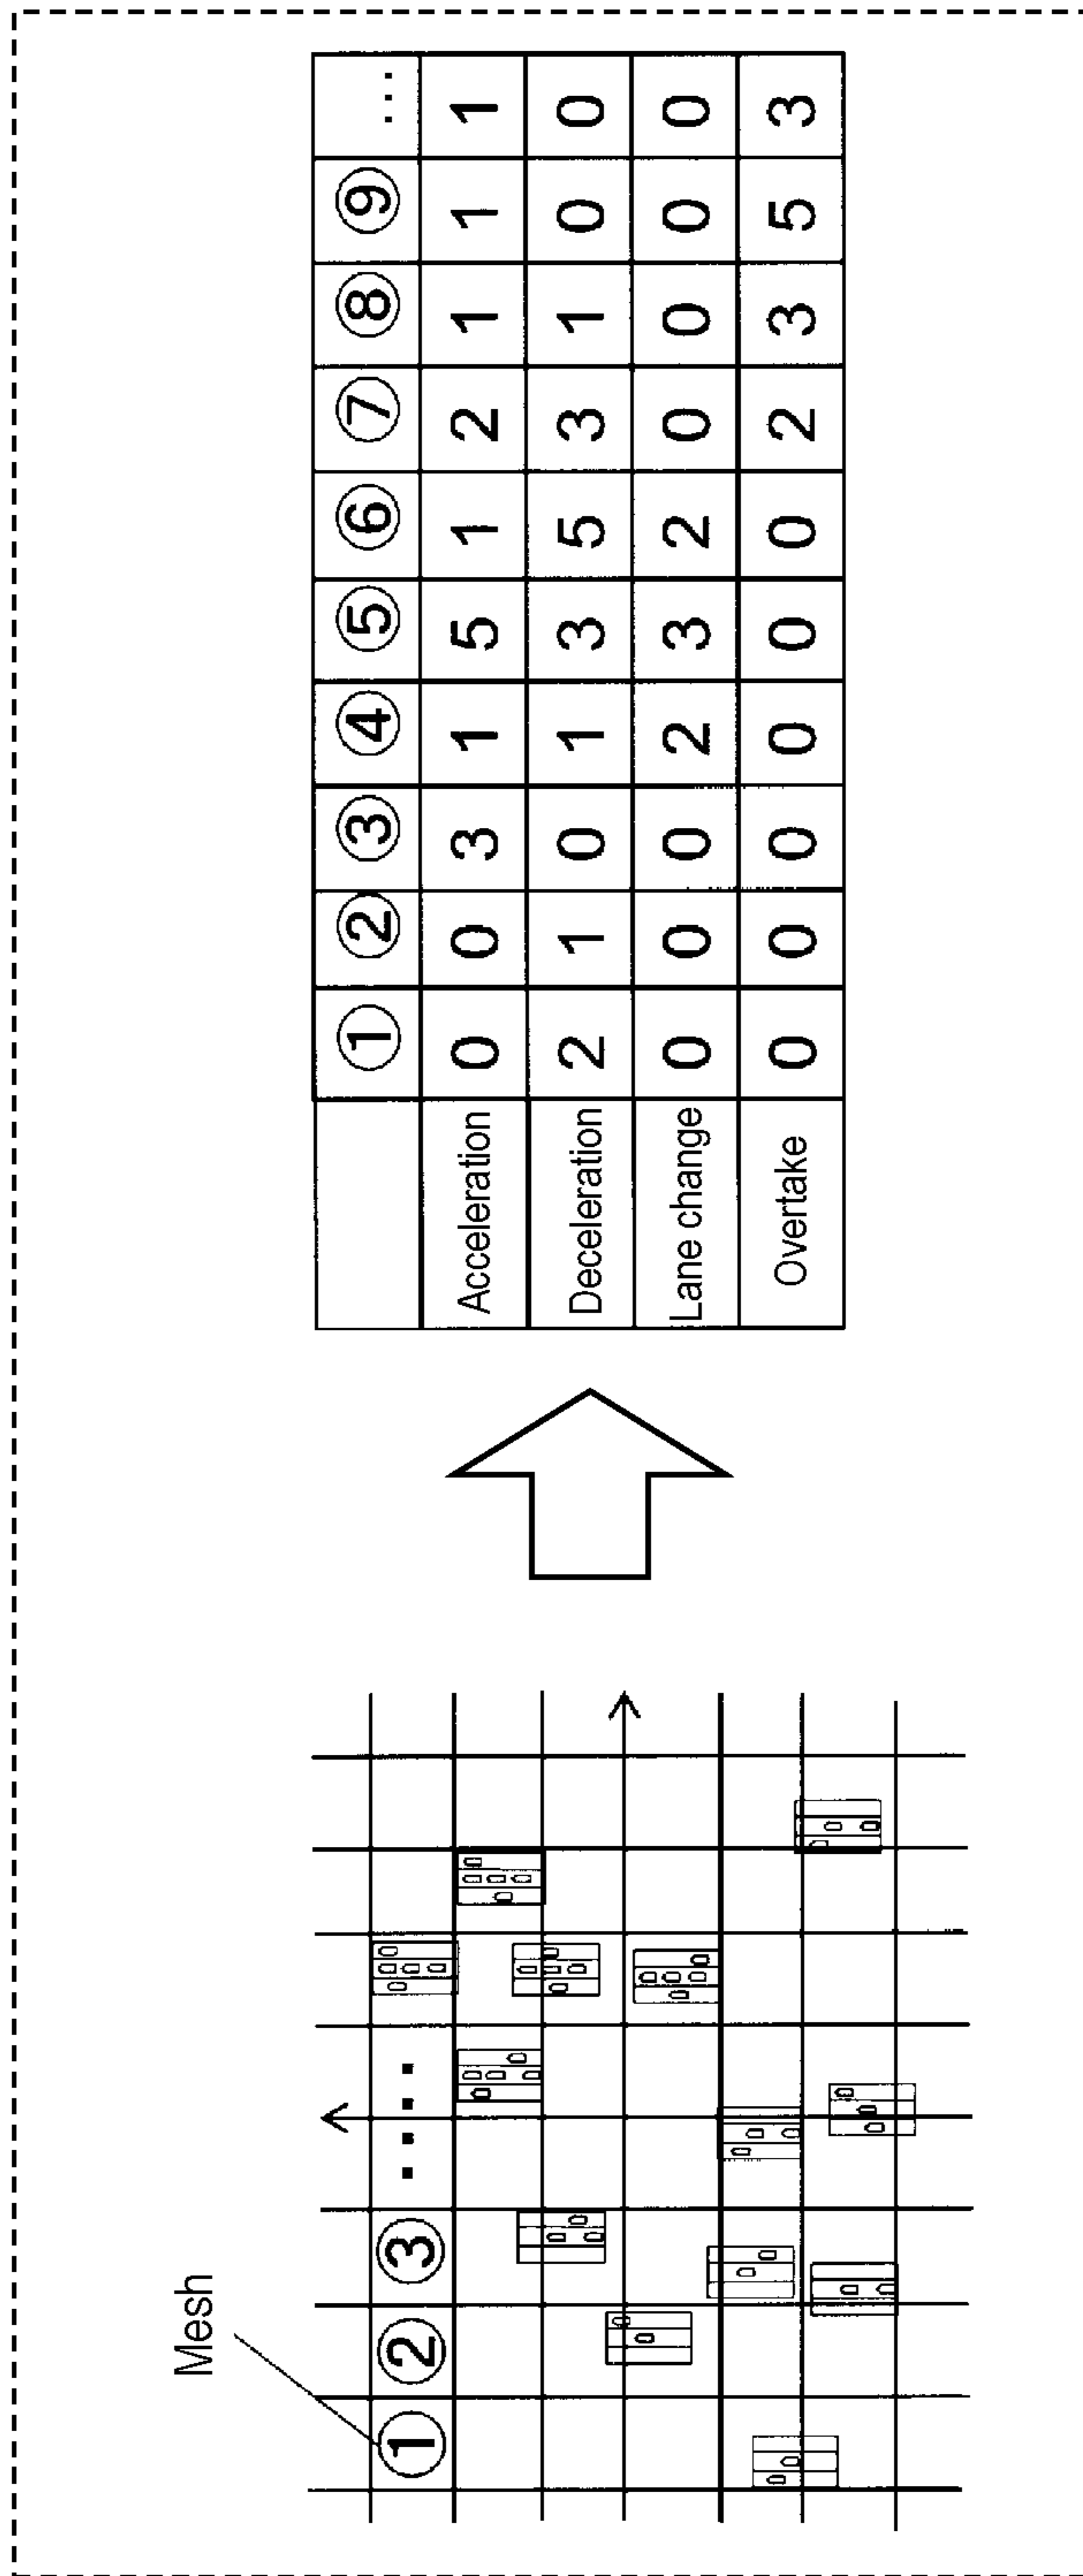 Mesh
① ② ③ ....
① ② ③ ④ ⑤ ⑥ ⑦ ⑧ ⑨ ...
Acceleration 0 0 3 1 5 1 2 1 1 1
Deceleration 2 1 0 1 3 5 3 1 0 0
Lane change 0 0 0 2 3 2 0 0 0 0
Overtake 0 0 0 0 0 0 2 3 5 3